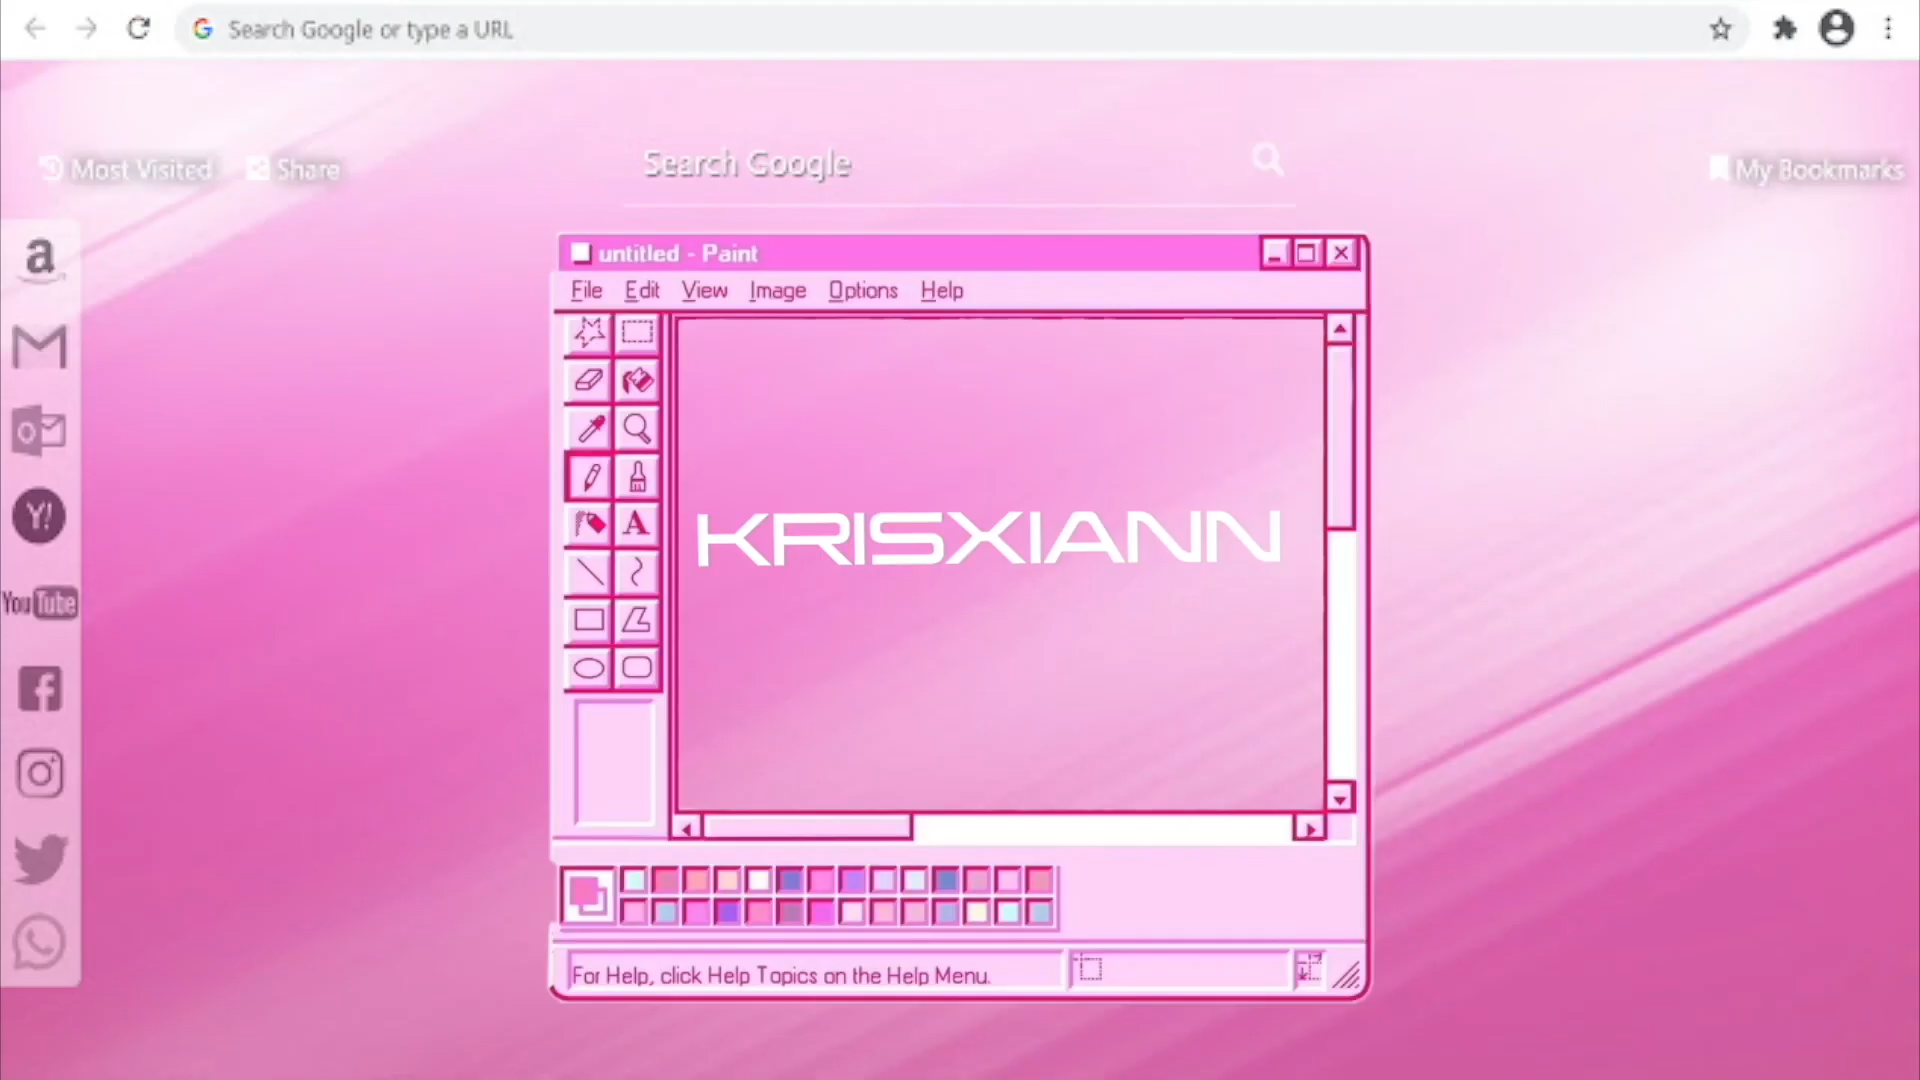 Search Google or type a URL
Most Visited
Share
Search Google
My Bookmarks
a
untitled - Paint
File Edit View Image Options Help
O
Y!
A
KRISXIANN
YouTube
f
For Help, click Help Topics on the Help Menu.